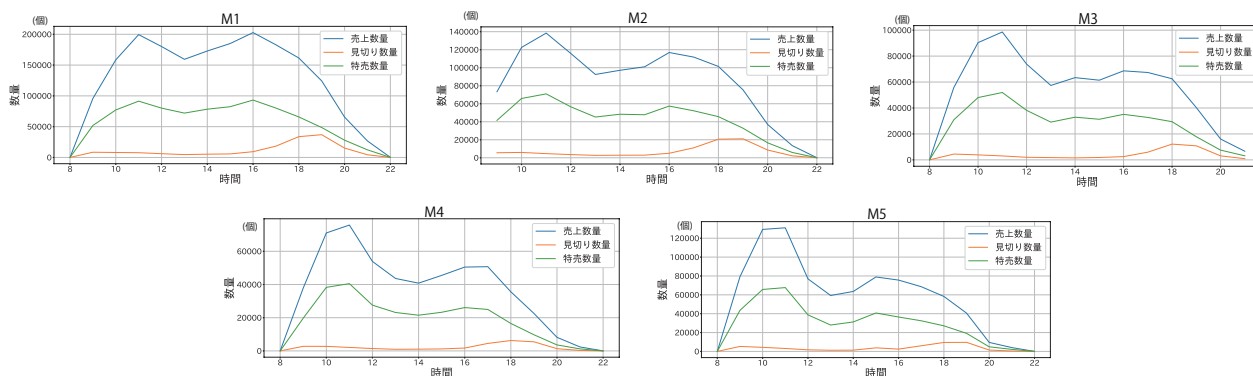 M1
(個)
200000
150000
100000
50000
0
数量
8 10 12 14 16 18 20 22
時間
売上数量
見切り数量
特売数量
M2
(個)
140000
120000
100000
80000
60000
40000
20000
0
数量
10 12 14 16 18 20 22
時間
売上数量
見切り数量
特売数量
M3
(個)
100000
80000
60000
40000
20000
0
数量
8 10 12 14 16 18 20
時間
売上数量
見切り数量
特売数量
M4
(個)
60000
40000
20000
0
数量
8 10 12 14 16 18 20 22
時間
売上数量
見切り数量
特売数量
M5
(個)
120000
100000
80000
60000
40000
20000
0
数量
8 10 12 14 16 18 20 22
時間
売上数量
見切り数量
特売数量